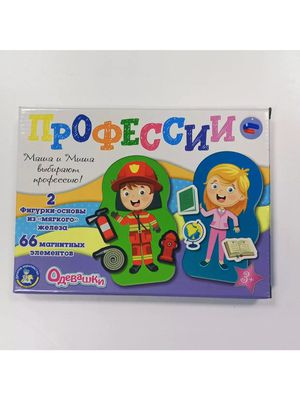 ПРОФЕССИИ
Маша и Миша
выбирают
профессию!
2
Фигурки-основы
из «мягкого»
железа
66 магнитных
элементов
Одевашки
3+